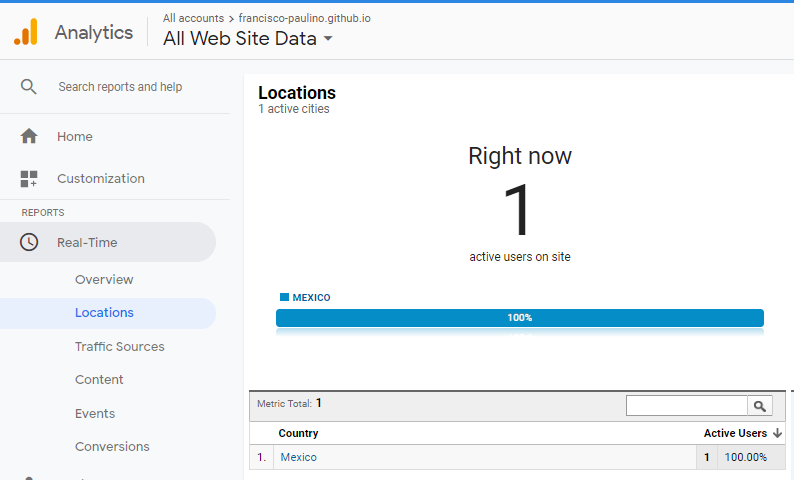 Analytics
All accounts > francisco-paulino.github.io
All Web Site Data
Search reports and help
Home
Customization
REPORTS
Real-Time
Overview
Locations
Traffic Sources
Content
Events
Conversions
Locations
1 active cities
Right now
1
active users on site
MEXICO
100%
Metric Total: 1
Country Active Users
1. Mexico 1 100.00%